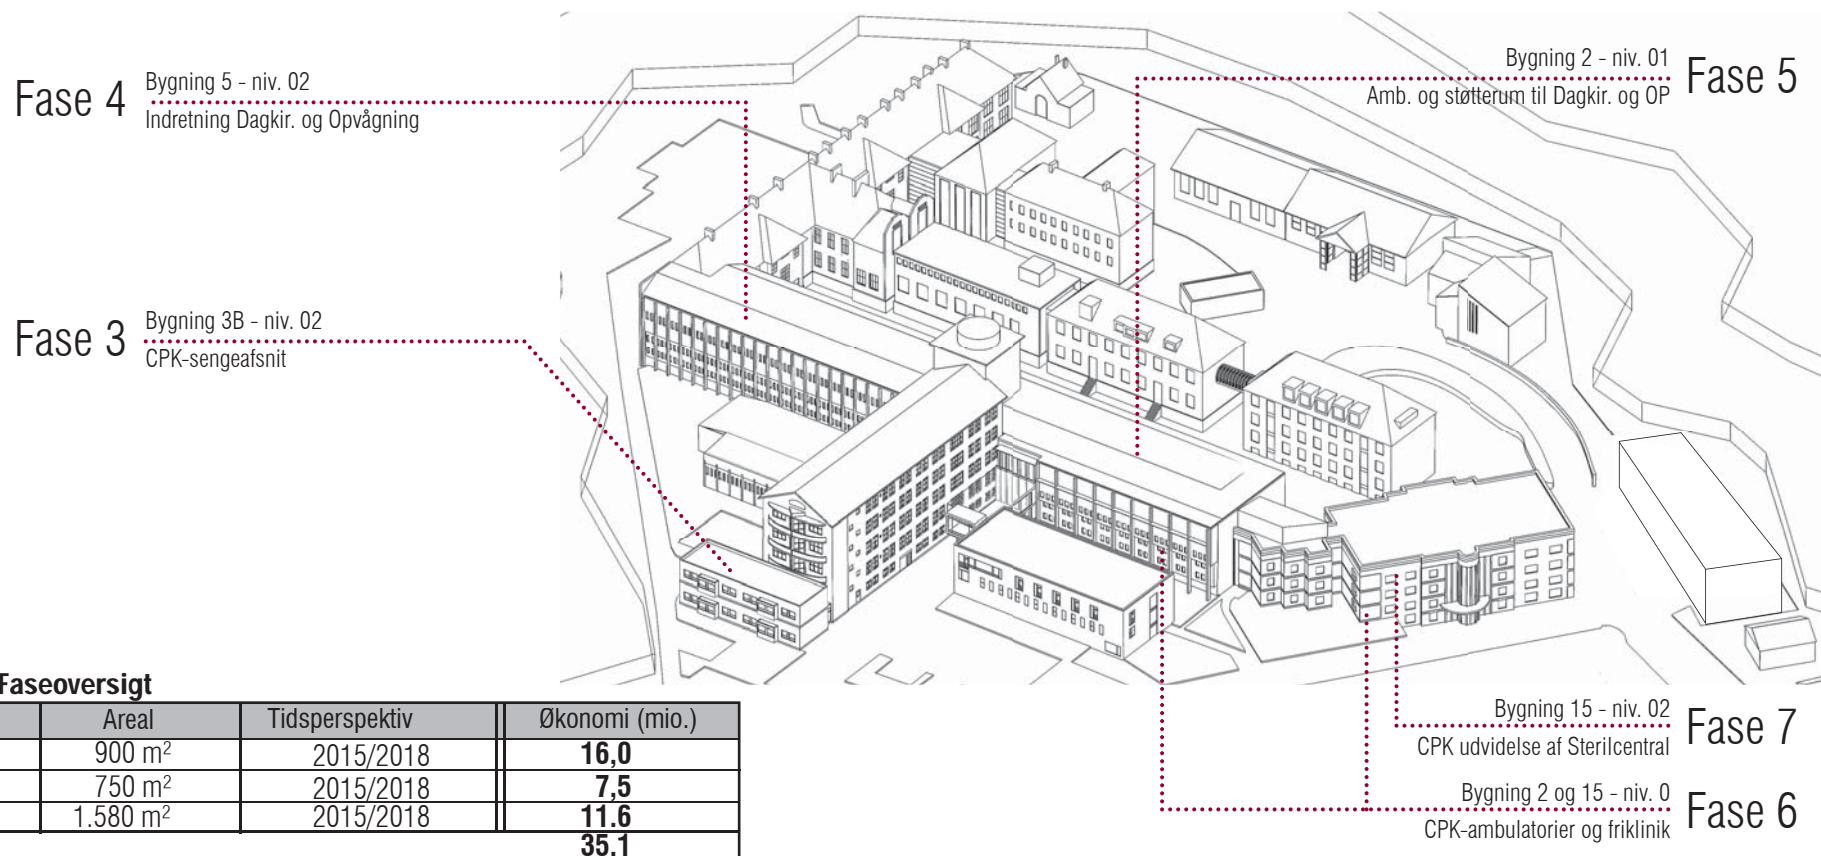 Fase 4
Bygning 5 - niv. 02
Indretning Dagkir. og Opvågning
Bygning 2 - niv. 01
Amb. og støtterum til Dagkir. og OP
Fase 5
Fase 3
Bygning 3B - niv. 02
CPK-sengeafsnit
Faseoversigt
Areal Tidsperspektiv Økonomi (mio.)
900 m² 2015/2018 16,0
750 m² 2015/2018 7,5
1.580 m² 2015/2018 11.6
35.1
Bygning 15 - niv. 02
CPK udvidelse af Sterilcentral
Fase 7
Bygning 2 og 15 - niv. 0
CPK-ambulatorier og friklinik
Fase 6